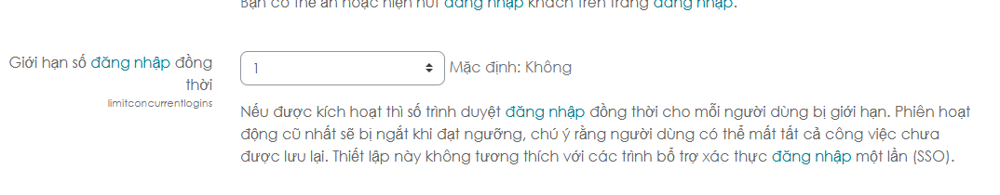 Bạn có thể ẩn hoặc hiện nút đăng nhập khách trên trang đăng nhập.
Giới hạn số đăng nhập đồng
thời
limitconcurrentlogins
1
Mặc định: Không
Nếu được kích hoạt thì số trình duyệt đăng nhập đồng thời cho mỗi người dùng bị giới hạn. Phiên hoạt
động cũ nhất sẽ bị ngắt khi đạt ngưỡng, chú ý rằng người dùng có thể mất tất cả công việc chưa
được lưu lại. Thiết lập này không tương thích với các trình bổ trợ xác thực đăng nhập một lần (SSO).